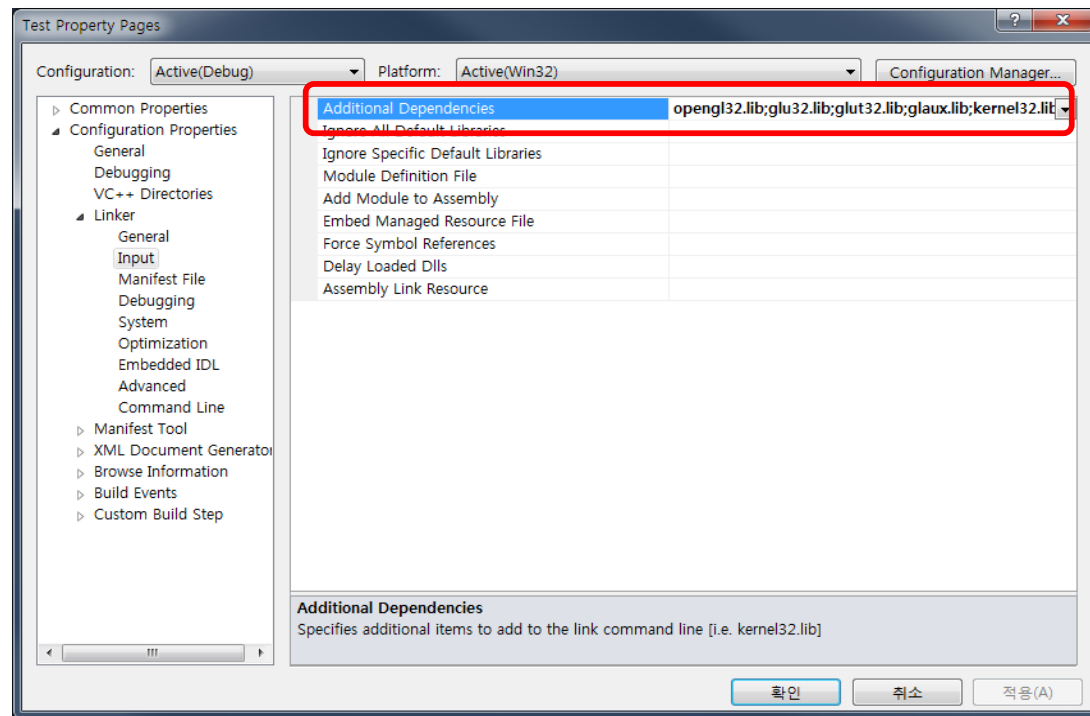 Test Property Pages
Configuration: Active(Debug) Platform: Active(Win32) Configuration Manager...
Common Properties
Configuration Properties
General
Debugging
VC++ Directories
Linker
General
Input
Manifest File
Debugging
System
Optimization
Embedded IDL
Advanced
Command Line
Manifest Tool
XML Document Generator
Browse Information
Build Events
Custom Build Step
Additional Dependencies opengl32.lib;glu32.lib;glut32.lib;glaux.lib;kernel32.lib
Ignore All Default Libraries
Ignore Specific Default Libraries
Module Definition File
Add Module to Assembly
Embed Managed Resource File
Force Symbol References
Delay Loaded Dlls
Assembly Link Resource
Additional Dependencies
Specifies additional items to add to the link command line [i.e. kernel32.lib]
확인 취소 적용(A)